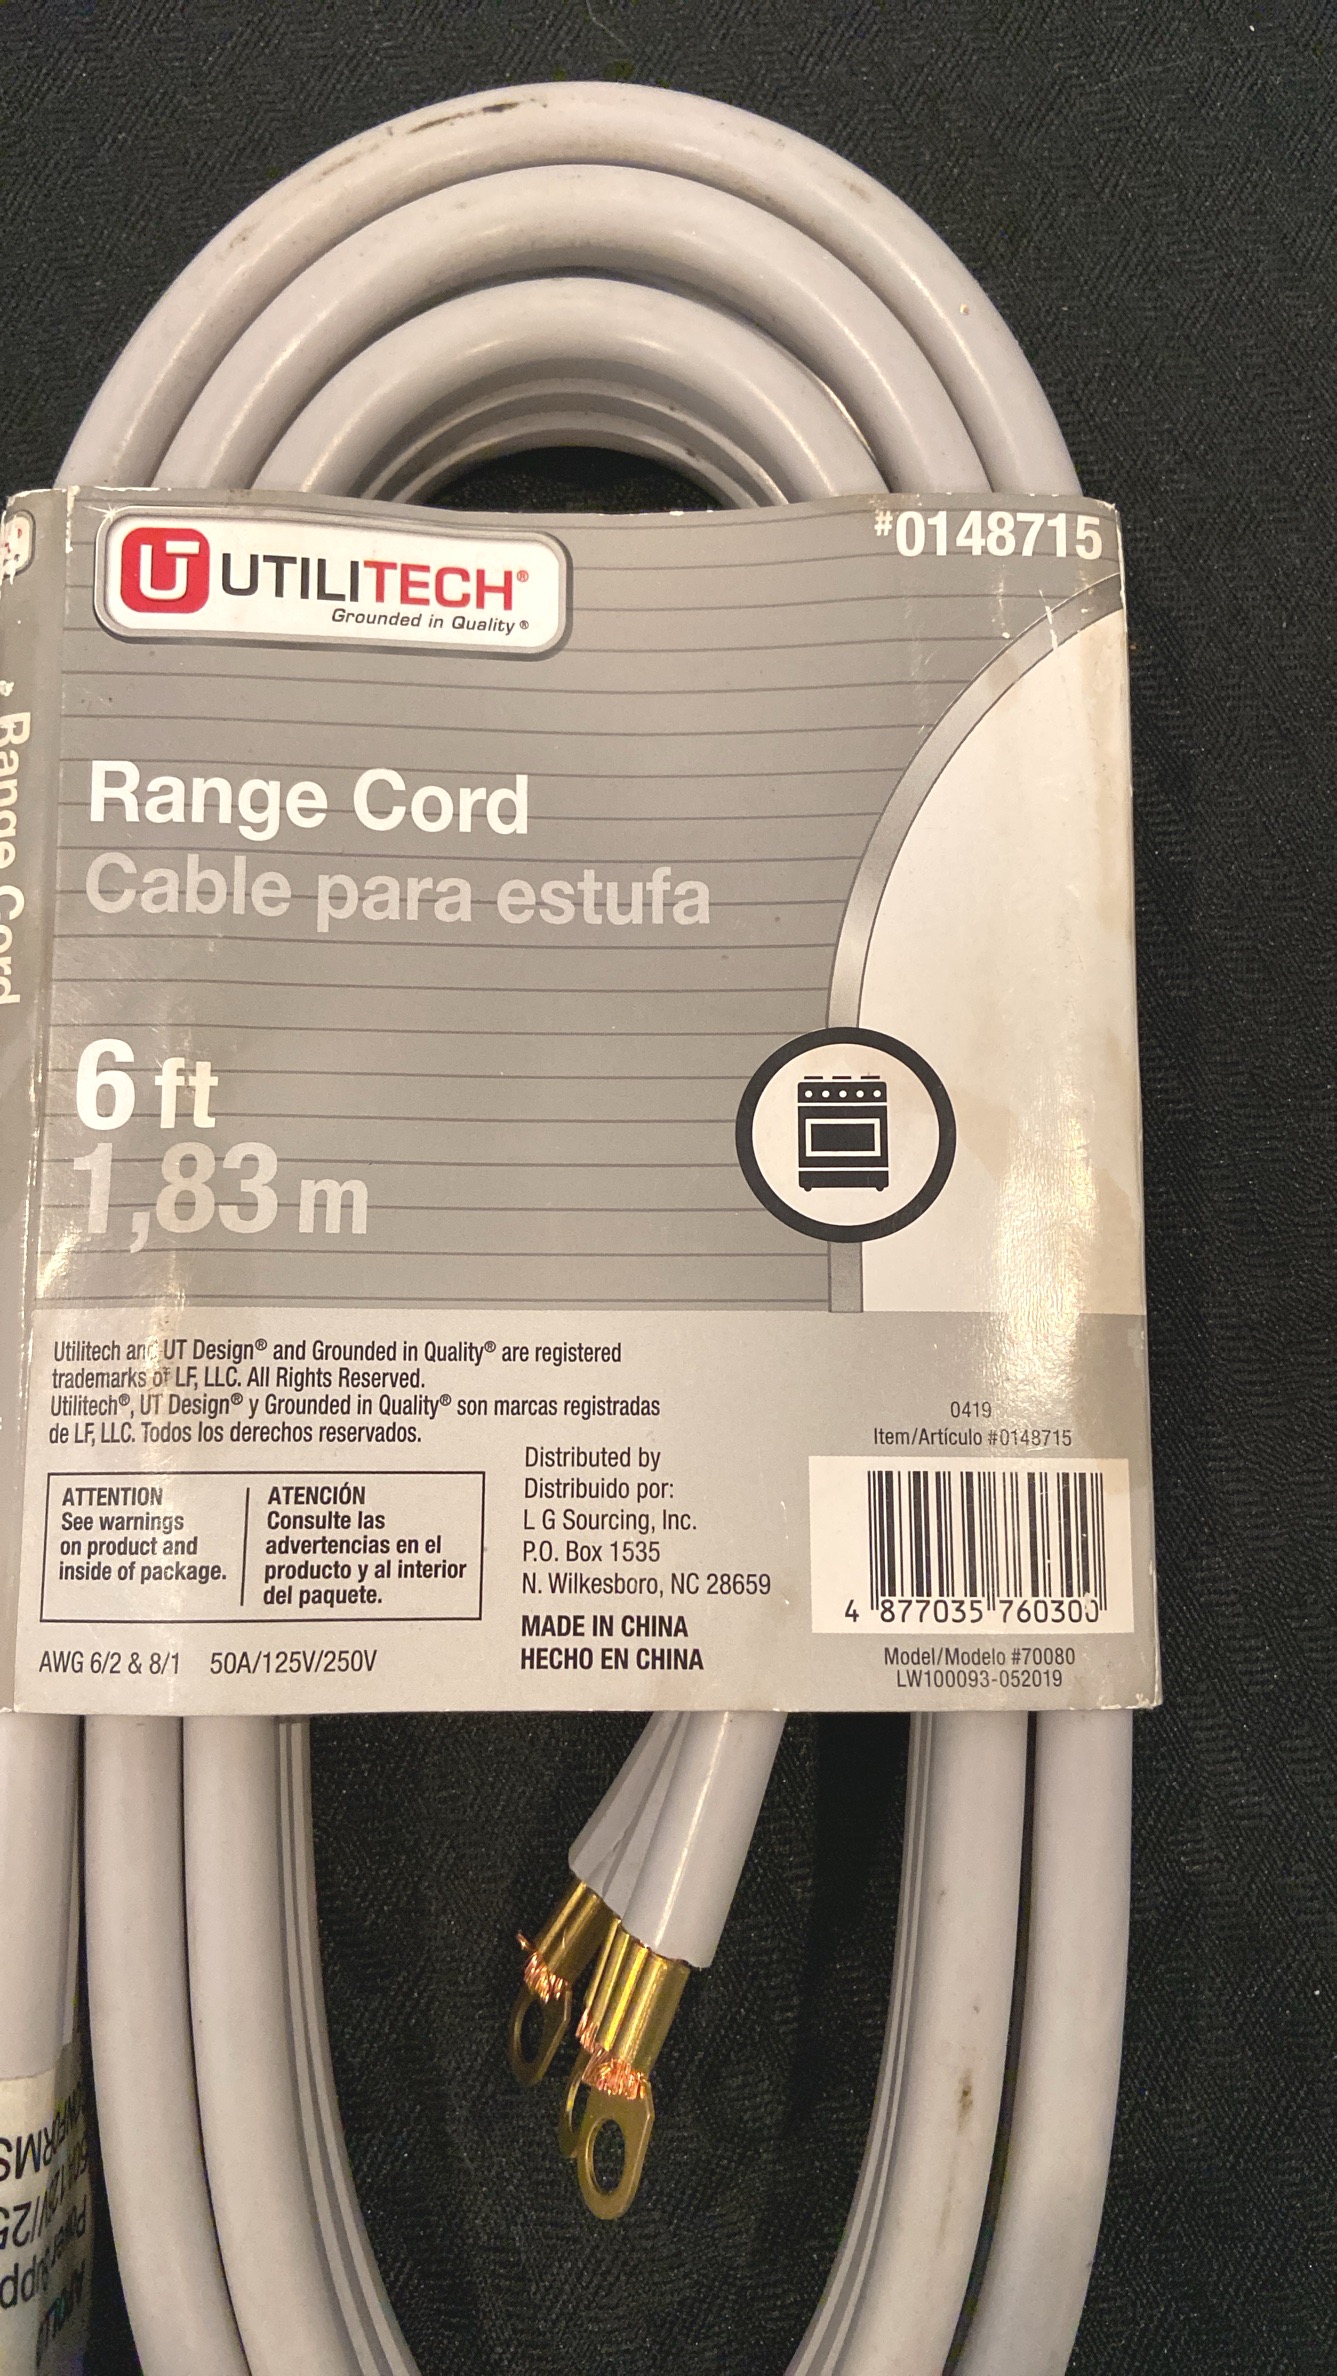 #0148715
UTILITECH®
Grounded in Quality®
Range Cord
Range Cord
Cable para estufa
6 ft
1,83 m
Utilitech and UT Design® and Grounded in Quality® are registered
trademarks of LF, LLC. All Rights Reserved.
Utilitech®, UT Design® y Grounded in Quality® son marcas registradas
de LF, LLC. Todos los derechos reservados.
ATTENTION
See warnings
on product and
inside of package.
ATENCIÓN
Consulte las
advertencias en el
producto y al interior
del paquete.
AWG 6/2 & 8/1 50A/125V/250V
Distributed by
Distribuido por:
L G Sourcing, Inc.
P.O. Box 1535
N. Wilkesboro, NC 28659
MADE IN CHINA
HECHO EN CHINA
0419
Item/Artículo #0148715
4 877035 760300
Model/Modelo #70080
LW100093-052019